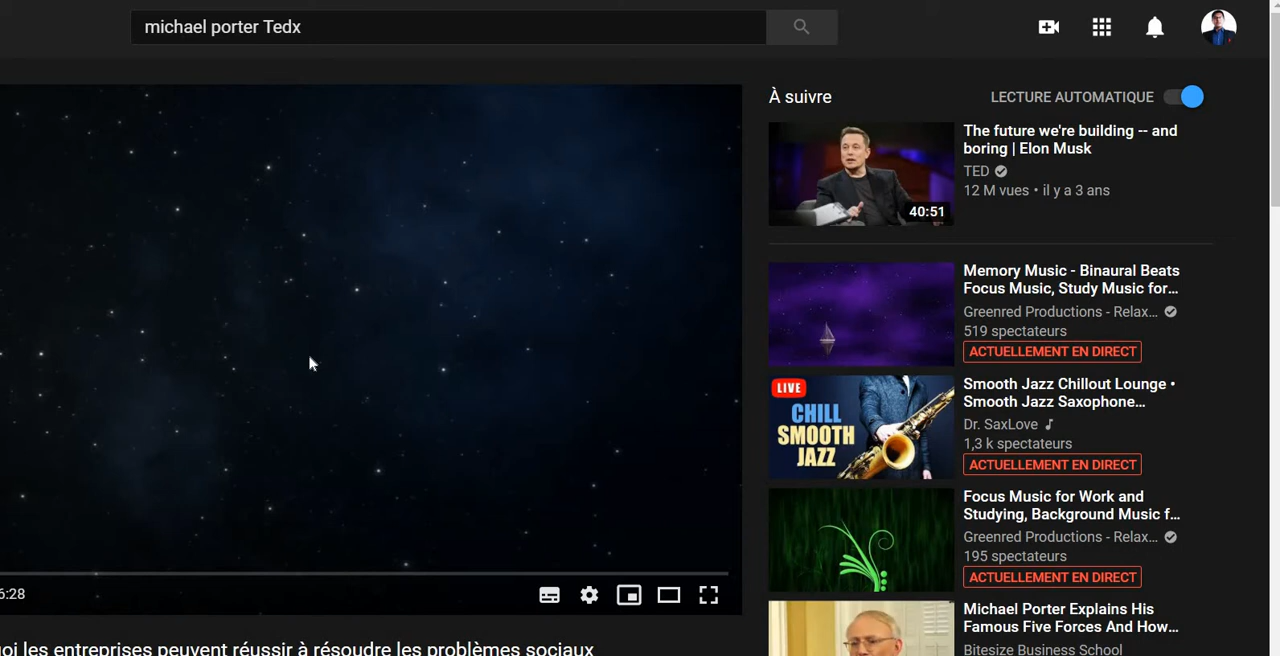 michael porter Tedx
À suivre
LECTURE AUTOMATIQUE
The future we're building -- and
boring | Elon Musk
TED
12 M vues • il y a 3 ans
40:51
Memory Music - Binaural Beats
Focus Music, Study Music for...
Greenred Productions - Relax...
519 spectateurs
ACTUELLEMENT EN DIRECT
LIVE
CHILL
SMOOTH
JAZZ
Smooth Jazz Chillout Lounge •
Smooth Jazz Saxophone...
Dr. SaxLove
1,3 k spectateurs
ACTUELLEMENT EN DIRECT
Focus Music for Work and
Studying, Background Music f...
Greenred Productions - Relax...
195 spectateurs
ACTUELLEMENT EN DIRECT
6:28
Michael Porter Explains His
Famous Five Forces And How...
Bitesize Business School
oi les entreprises peuvent réussir à résoudre les problèmes sociaux